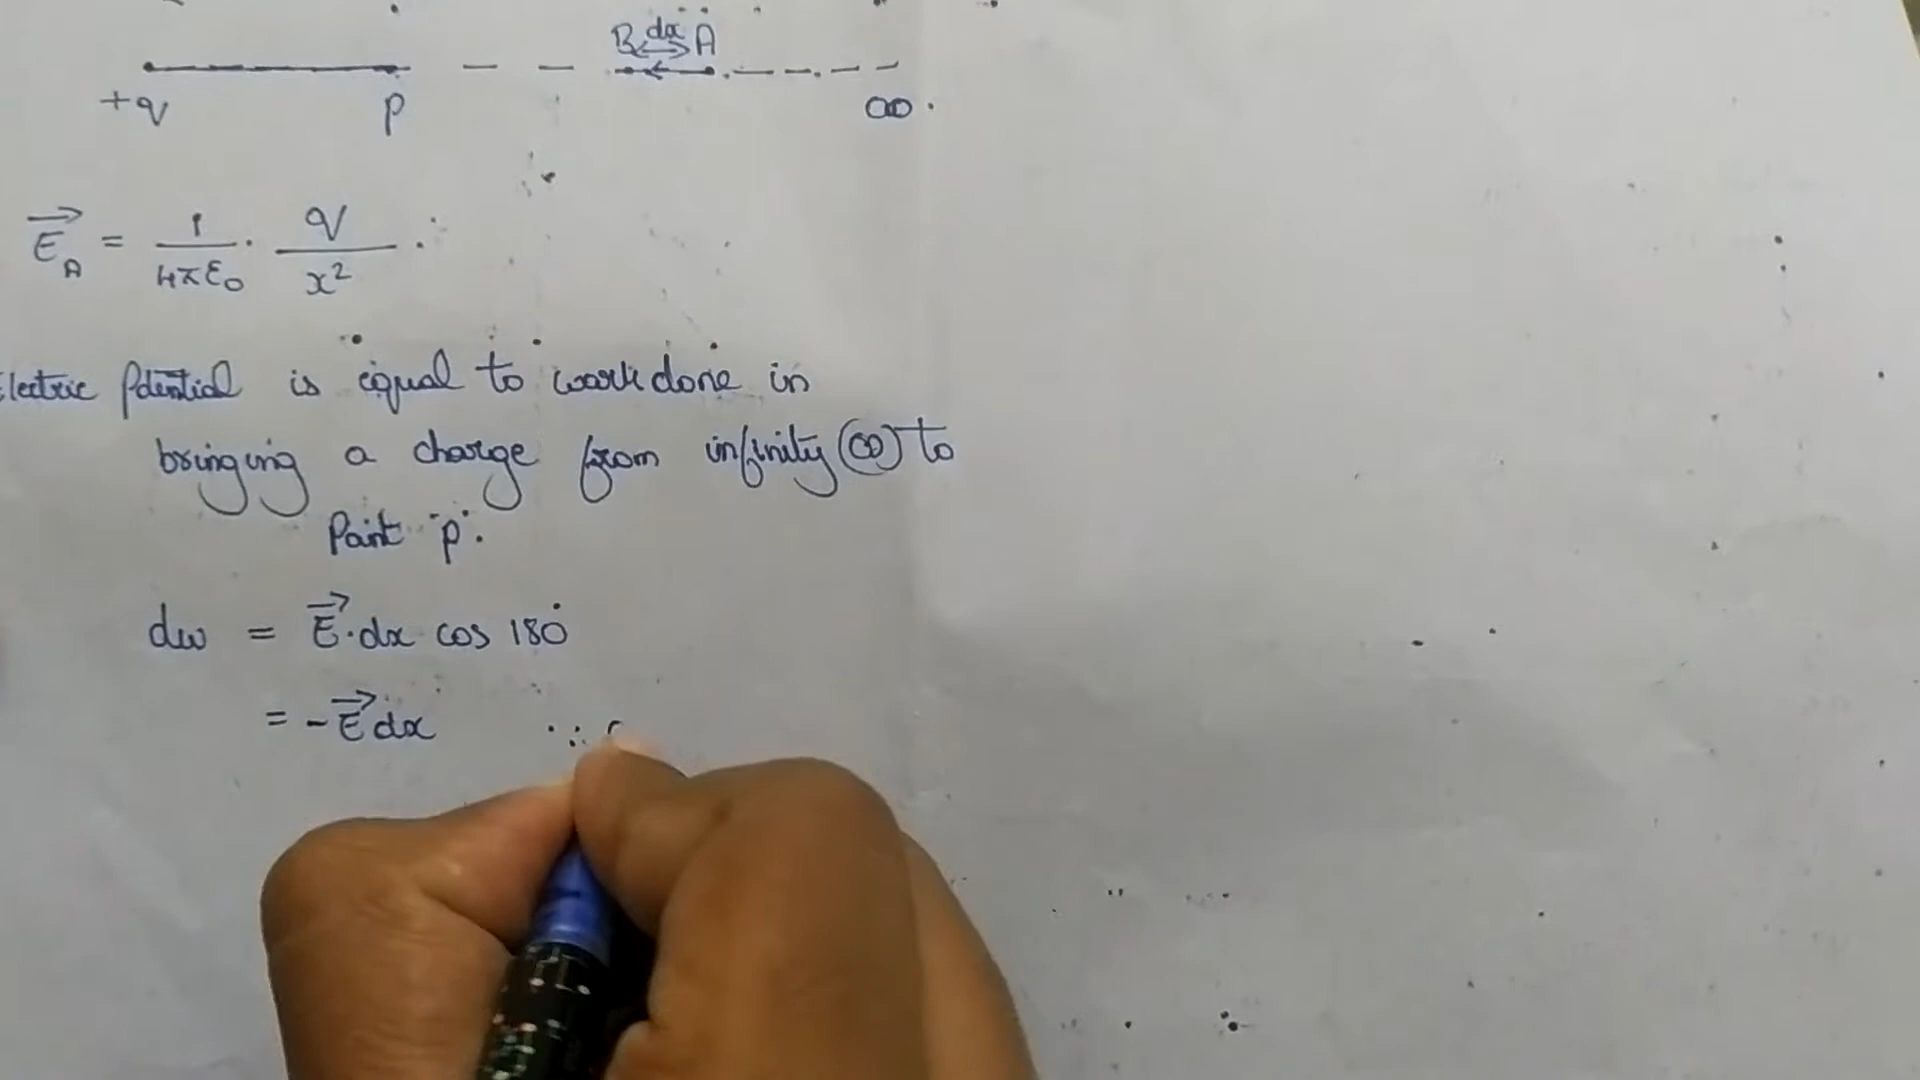 B dx A
+q P ∞.
E⃗_A = 1/4πε₀ . q/x² .
Electric Potential is equal to work done in
bringing a charge from infinity (∞) to
Point "p".
dw = E⃗.dx cos 180°
= -E⃗dx ∵